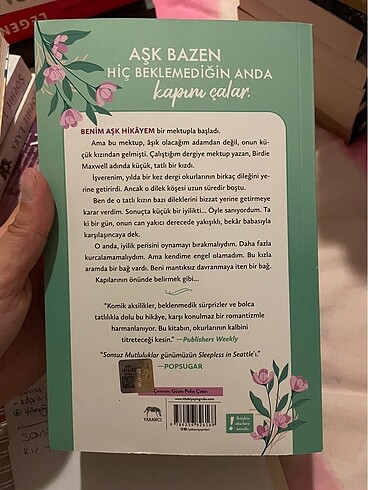 AŞK BAZEN
HİÇ BEKLEMEDİĞİN ANDA
kapını çalar.
BENİM AŞK HİKÂYEM bir mektupla başladı.
Ama bu mektup, âşık olacağım adamdan değil, onun kü-
çük kızından gelmişti. Çalıştığım dergiye mektup yazan, Birdie
Maxwell adında küçük, tatlı bir kızdı.
İşverenim, yılda bir kez dergi okurlarının birkaç dileğini ye-
rine getirirdi. Ancak o dilek köşesi uzun süredir boştu.
Ben de o tatlı kızın bazı dileklerini bizzat yerine getirmeye
karar verdim. Sonuçta küçük bir iyilikti... Öyle sanıyordum. Ta
ki bir gün, onun can yakıcı derecede yakışıklı, bekâr babasıyla
karşılaşıncaya dek.
O anda, iyilik perisini oynamayı bırakmalıydım. Daha fazla
kurcalamamalıydım. Ama kendime engel olamadım. Bu kızla
aramda bir bağ vardı. Beni mantıksız davranmaya iten bir bağ.
Kapılarının önünde belirmek gibi...
"Komik aksilikler, beklenmedik sürprizler ve bolca
tatlılıkla dolu bu hikâye, karşı konulmaz bir romantizmle
harmanlanıyor. Bu kitabın, okurlarının kalbini
titreteceği kesin." —Publishers Weekly
"Sonsuz Mutluluklar günümüzün Sleepless in Seattle'ı."
—POPSUGAR
Çeviren: Gizin Pelin Çetin
YABANCI